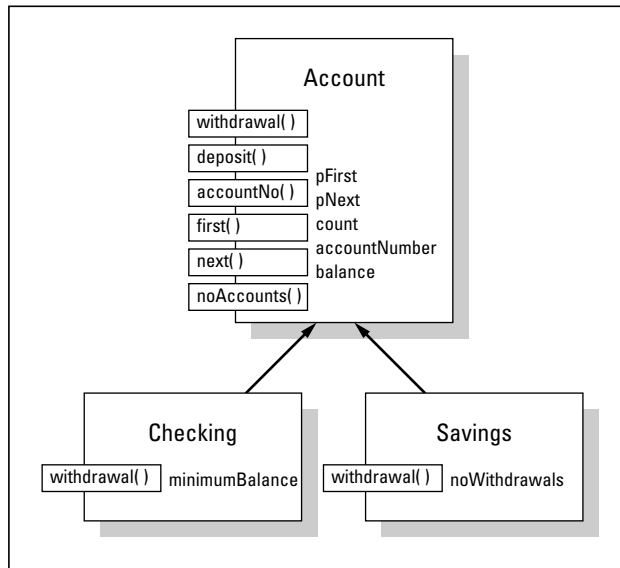 Account
withdrawal( )
deposit( )
accountNo( )
first( )
next( )
noAccounts( )
pFirst
pNext
count
accountNumber
balance
Checking
withdrawal( )
minimumBalance
Savings
withdrawal( )
noWithdrawals